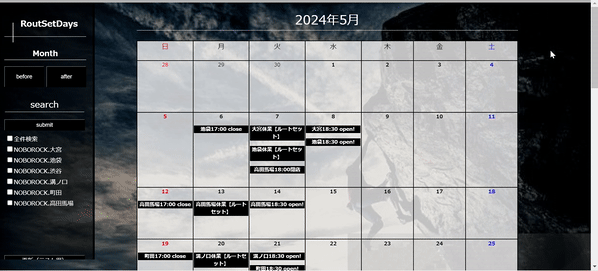 RoutSetDays
Month
before
after
search
submit
全件検索
NOBOROCK.大宮
NOBOROCK.池袋
NOBOROCK.渋谷
NOBOROCK.溝ノ口
NOBOROCK.町田
NOBOROCK.高田馬場
2024年5月
日 月 火 水 木 金 土
28 29 30 1 2 3 4
5 6 7 8 9 10 11
池袋17:00 close
大宮休業【ルートセット】
池袋休業【ルートセット】
高田馬場18:00閉店
大宮18:30 open!
池袋18:30 open!
12 13 14 15 16 17 18
高田馬場17:00 close
高田馬場休業【ルートセット】
高田馬場18:30 open!
19 20 21 22 23 24 25
町田17:00 close
溝ノ口休業【ルートセット】
溝ノ口18:30 open!
町田18:30 open!